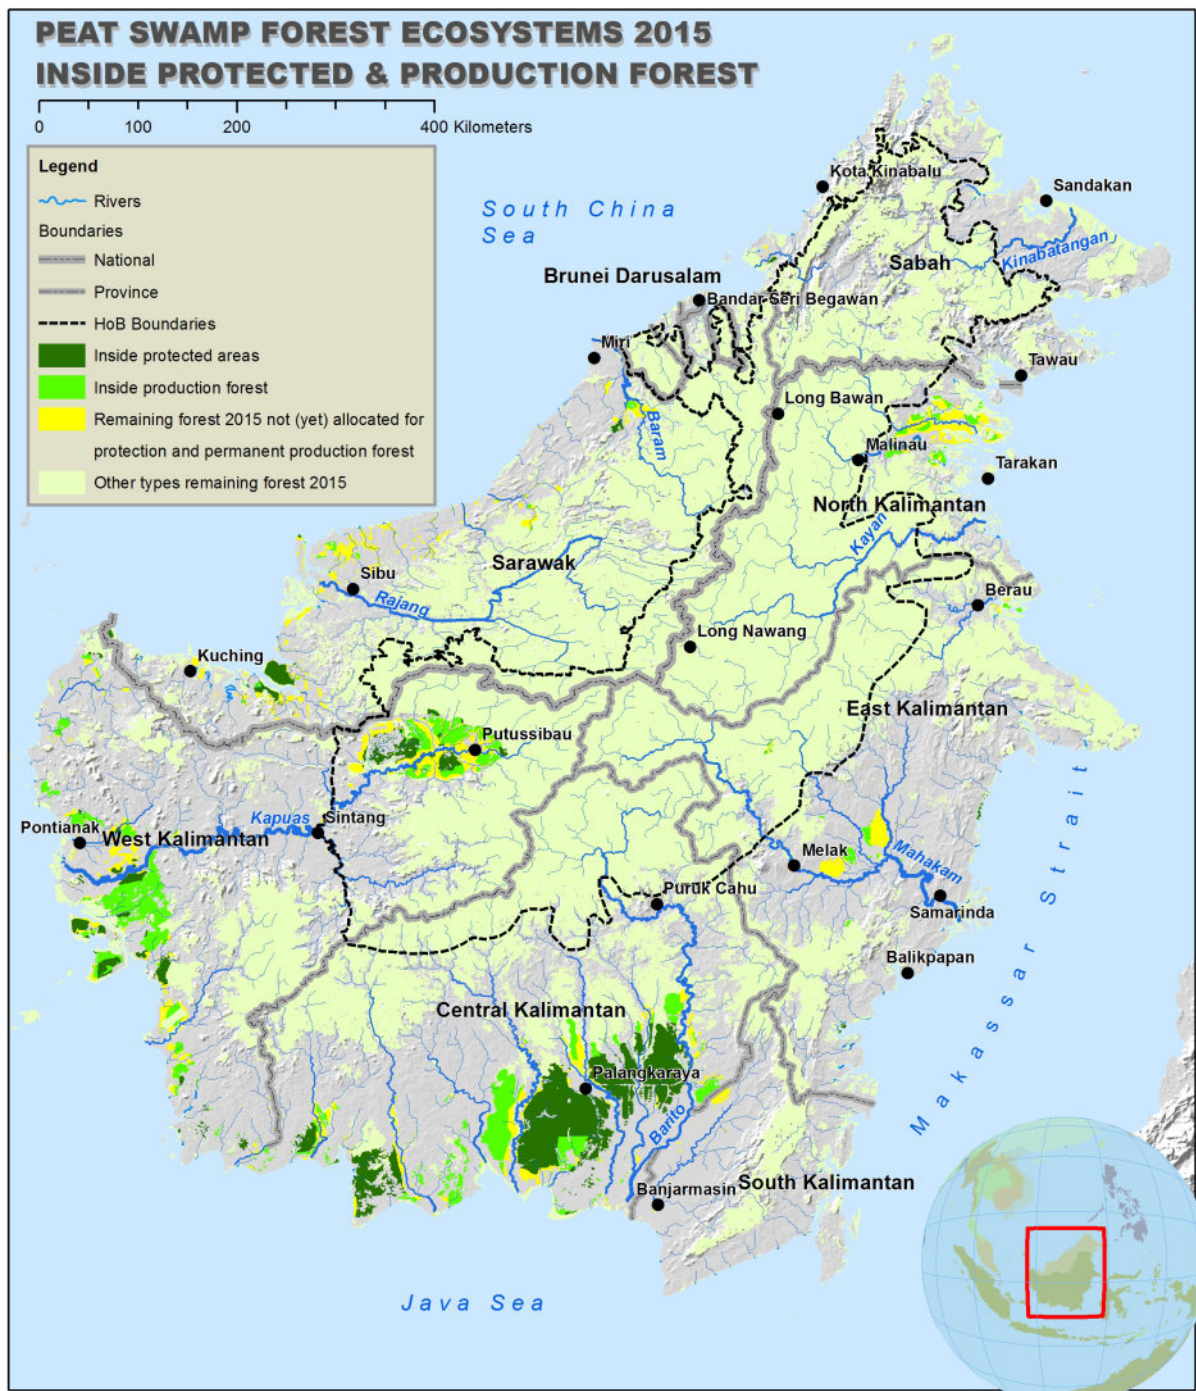 PEAT SWAMP FOREST ECOSYSTEMS 2015
INSIDE PROTECTED & PRODUCTION FOREST
0 100 200 400 Kilometers
Legend
Rivers
Boundaries
National
Province
HoB Boundaries
Inside protected areas
Inside production forest
Remaining forest 2015 not (yet) allocated for
protection and permanent production forest
Other types remaining forest 2015
South China
Sea
Kota Kinabalu
Sandakan
Kinabatangan
Sabah
Brunei Darusalam
Bandar Seri Begawan
Miri
Tawau
Long Bawan
Baram
Malinau
Tarakan
North Kalimantan
Kayan
Sarawak
Sibu
Rajang
Berau
Long Nawang
Kuching
East Kalimantan
Putussibau
Kapuas
Sintang
Pontianak
West Kalimantan
Melak
Mahakam
Puruk Cahu
Samarinda
Balikpapan
Makassar Strait
Central Kalimantan
Palangkaraya
Barito
Banjarmasin
South Kalimantan
Java Sea